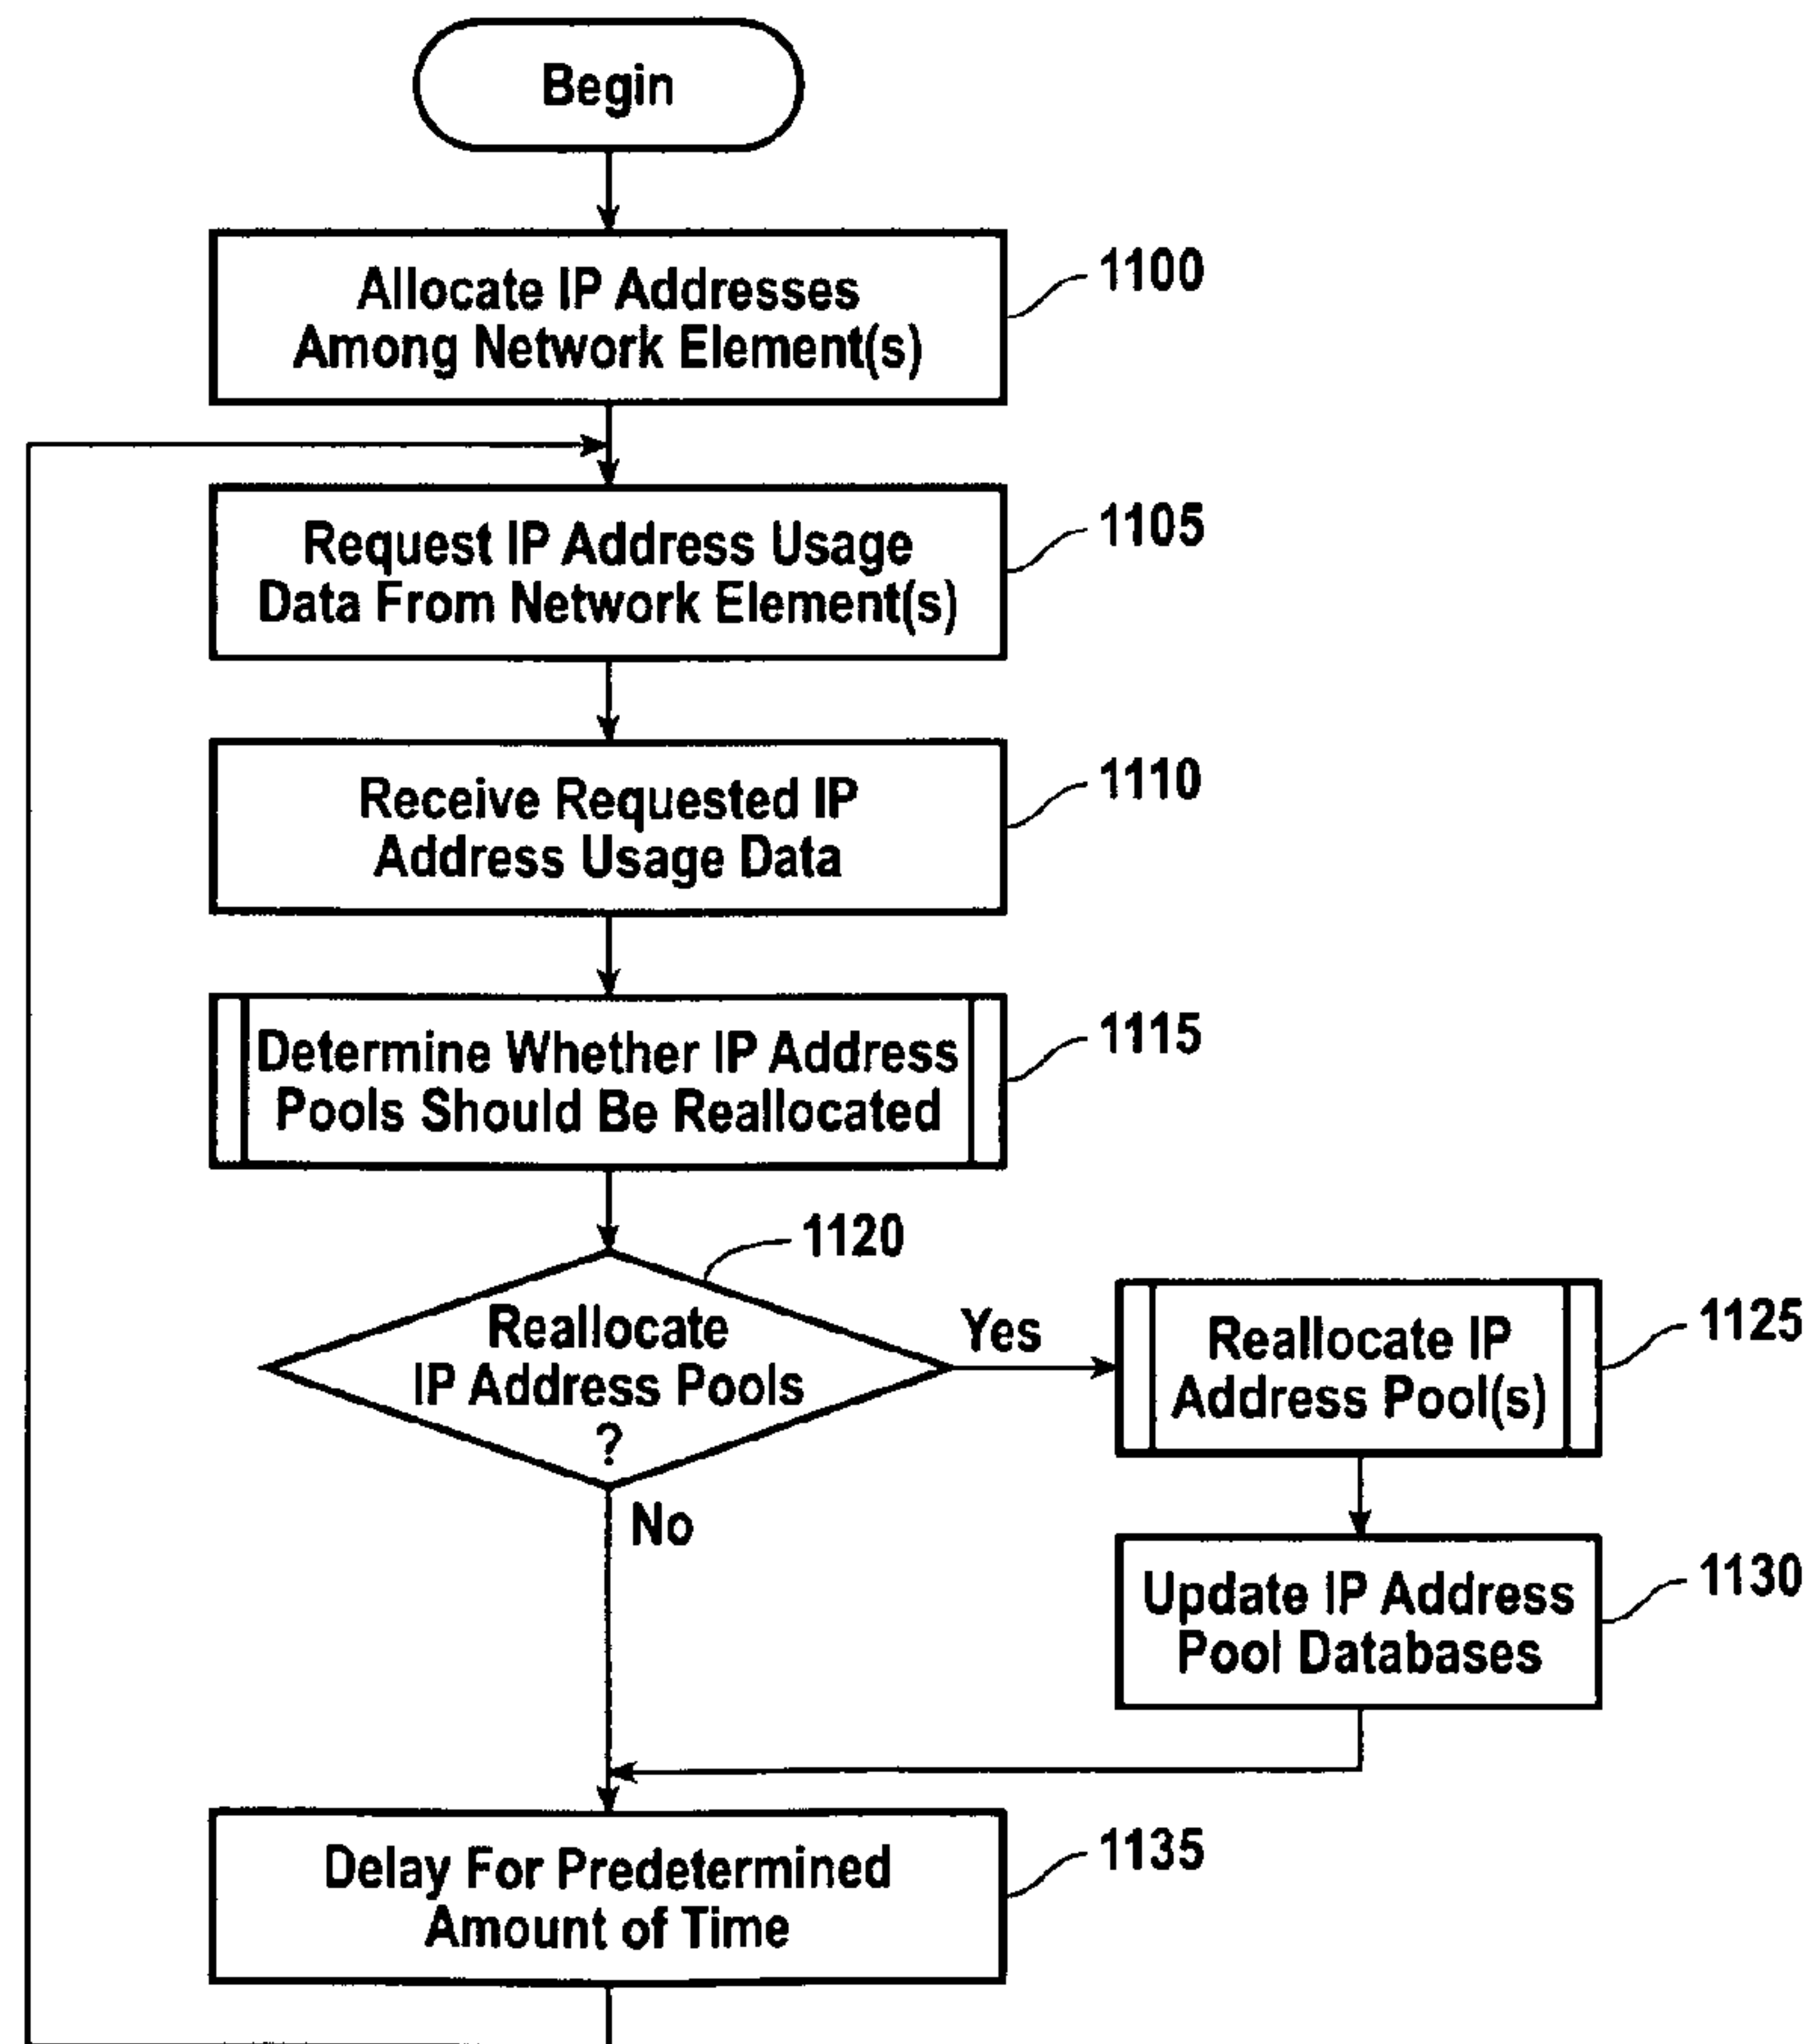 Begin
Allocate IP Addresses
Among Network Element(s)
1100
Request IP Address Usage
Data From Network Element(s)
1105
Receive Requested IP
Address Usage Data
1110
Determine Whether IP Address
Pools Should Be Reallocated
1115
1120
Reallocate
IP Address Pools
?
Yes
No
Reallocate IP
Address Pool(s)
1125
Update IP Address
Pool Databases
1130
Delay For Predetermined
Amount of Time
1135